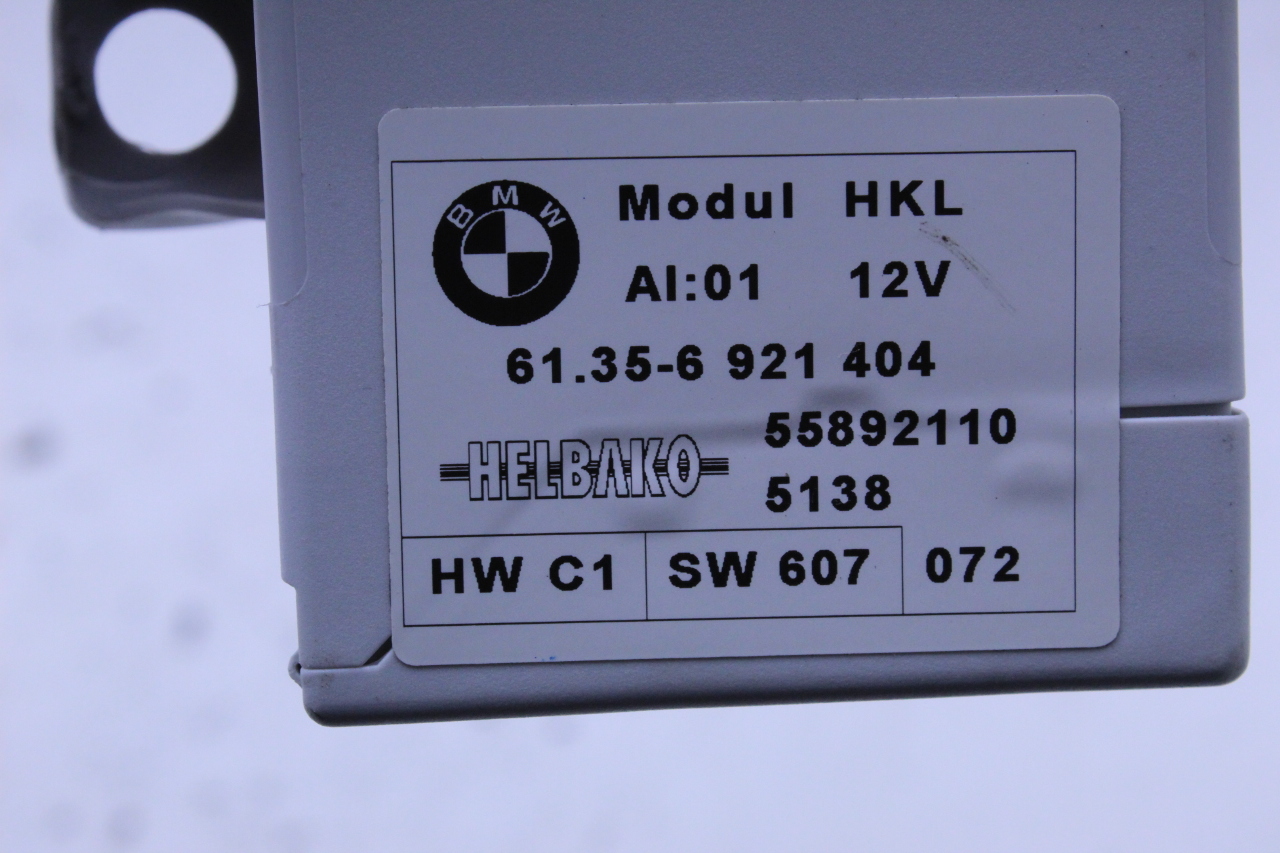 BMW
Modul HKL
AI:01 12V
61.35-6 921 404
55892110
HELBAKO
5138
HW C1 SW 607 072